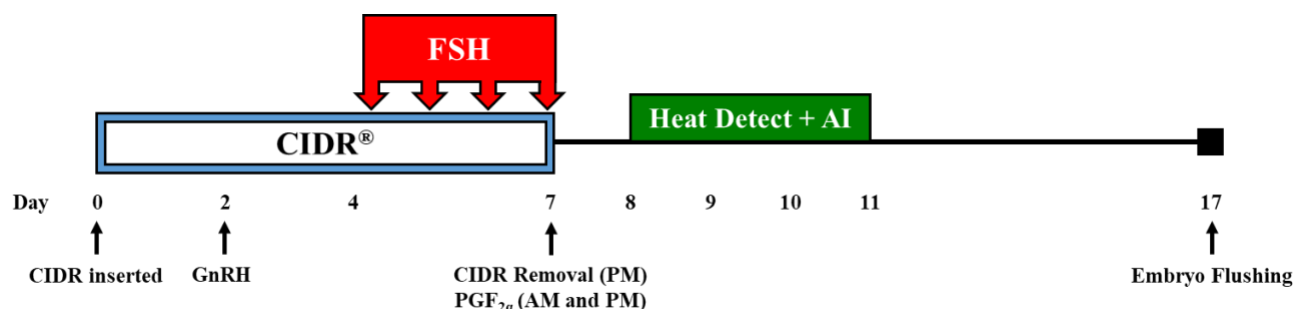 FSH
CIDR®
Heat Detect + AI
Day 0 2 4 7 8 9 10 11 17
CIDR inserted GnRH CIDR Removal (PM) Embryo Flushing
PGF2α (AM and PM)